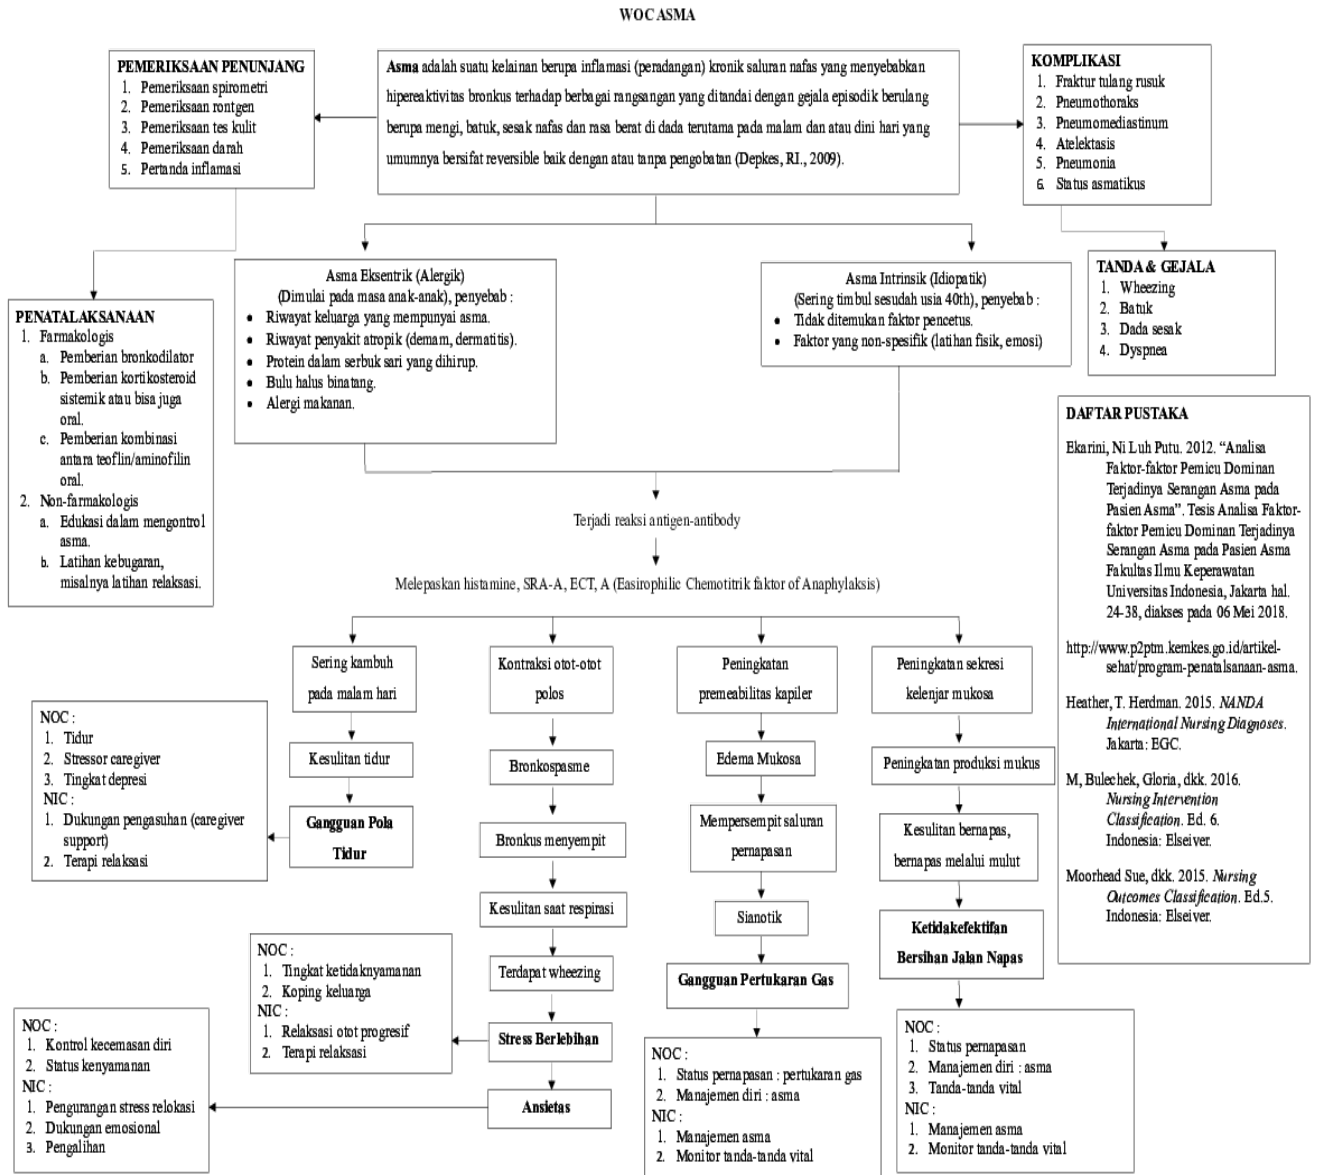 WOC ASMA
PEMERIKSAAN PENUNJANG
1. Pemeriksaan spirometri
2. Pemeriksaan rontgen
3. Pemeriksaan tes kulit
4. Pemeriksaan darah
5. Pertanda inflamasi
Asma adalah suatu kelainan berupa inflamasi (peradangan) kronik saluran nafas yang menyebabkan
hipereaktivitas bronkus terhadap berbagai rangsangan yang ditandai dengan gejala episodik berulang
berupa mengi, batuk, sesak nafas dan rasa berat di dada terutama pada malam dan atau dini hari yang
umumnya bersifat reversible baik dengan atau tanpa pengobatan (Depkes, RI., 2009).
KOMPLIKASI
1. Fraktur tulang rusuk
2. Pneumothoraks
3. Pneumomediastinum
4. Atelektasis
5. Pneumonia
6. Status asmatikus
PENATALAKSANAAN
1. Farmakologis
a. Pemberian bronkodilator
b. Pemberian kortikosteroid
sistemik atau bisa juga
oral.
c. Pemberian kombinasi
antara teoflin/aminofilin
oral.
2. Non-farmakologis
a. Edukasi dalam mengontrol
asma.
b. Latihan kebugaran,
misalnya latihan relaksasi.
Asma Eksentrik (Alergik)
(Dimulai pada masa anak-anak), penyebab :
• Riwayat keluarga yang mempunyai asma.
• Riwayat penyakit atropik (demam, dermatitis).
• Protein dalam serbuk sari yang dihirup.
• Bulu halus binatang.
• Alergi makanan.
Asma Intrinsik (Idiopatik)
(Sering timbul sesudah usia 40th), penyebab :
• Tidak ditemukan faktor pencetus.
• Faktor yang non-spesifik (latihan fisik, emosi)
TANDA & GEJALA
1. Wheezing
2. Batuk
3. Dada sesak
4. Dyspnea
DAFTAR PUSTAKA
Ekarini, Ni Luh Putu. 2012. “Analisa
Faktor-faktor Pemicu Dominan
Terjadinya Serangan Asma pada
Pasien Asma”. Tesis Analisa Faktor-
faktor Pemicu Dominan Terjadinya
Serangan Asma pada Pasien Asma
Fakultas Ilmu Keperawatan
Universitas Indonesia, Jakarta hal.
24-38, diakses pada 06 Mei 2018.
http://www.p2ptm.kemkes.go.id/artikel-
sehat/program-penatalsanaan-asma.
Heather, T. Herdman. 2015. NANDA
International Nursing Diagnoses.
Jakarta: EGC.
M, Bulechek, Gloria, dkk. 2016.
Nursing Intervention
Classification. Ed. 6.
Indonesia: Elseiver.
Moorhead Sue, dkk. 2015. Nursing
Outcomes Classification. Ed.5.
Indonesia: Elseiver.
Terjadi reaksi antigen-antibody
Melepaskan histamine, SRA-A, ECT, A (Easirophilic Chemotitrik faktor of Anaphylaksis)
Sering kambuh
pada malam hari
Kesulitan tidur
Gangguan Pola
Tidur
NOC :
1. Tidur
2. Stressor caregiver
3. Tingkat depresi
NIC :
1. Dukungan pengasuhan (caregiver
support)
2. Terapi relaksasi
Kontraksi otot-otot
polos
Bronkospasme
Bronkus menyempit
Kesulitan saat respirasi
Terdapat wheezing
Stress Berlebihan
Ansietas
NOC :
1. Tingkat ketidaknyamanan
2. Koping keluarga
NIC :
1. Relaksasi otot progresif
2. Terapi relaksasi
NOC :
1. Kontrol kecemasan diri
2. Status kenyamanan
NIC :
1. Pengurangan stress relokasi
2. Dukungan emosional
3. Pengalihan
Peningkatan
premeabilitas kapiler
Edema Mukosa
Mempersempit saluran
pernapasan
Sianotik
Gangguan Pertukaran Gas
NOC :
1. Status pernapasan : pertukaran gas
2. Manajemen diri : asma
NIC :
1. Manajemen asma
2. Monitor tanda-tanda vital
Peningkatan sekresi
kelenjar mukosa
Peningkatan produksi mukus
Kesulitan bernapas,
bernapas melalui mulut
Ketidakefektifan
Bersihan Jalan Napas
NOC :
1. Status pernapasan
2. Manajemen diri : asma
3. Tanda-tanda vital
NIC :
1. Manajemen asma
2. Monitor tanda-tanda vital